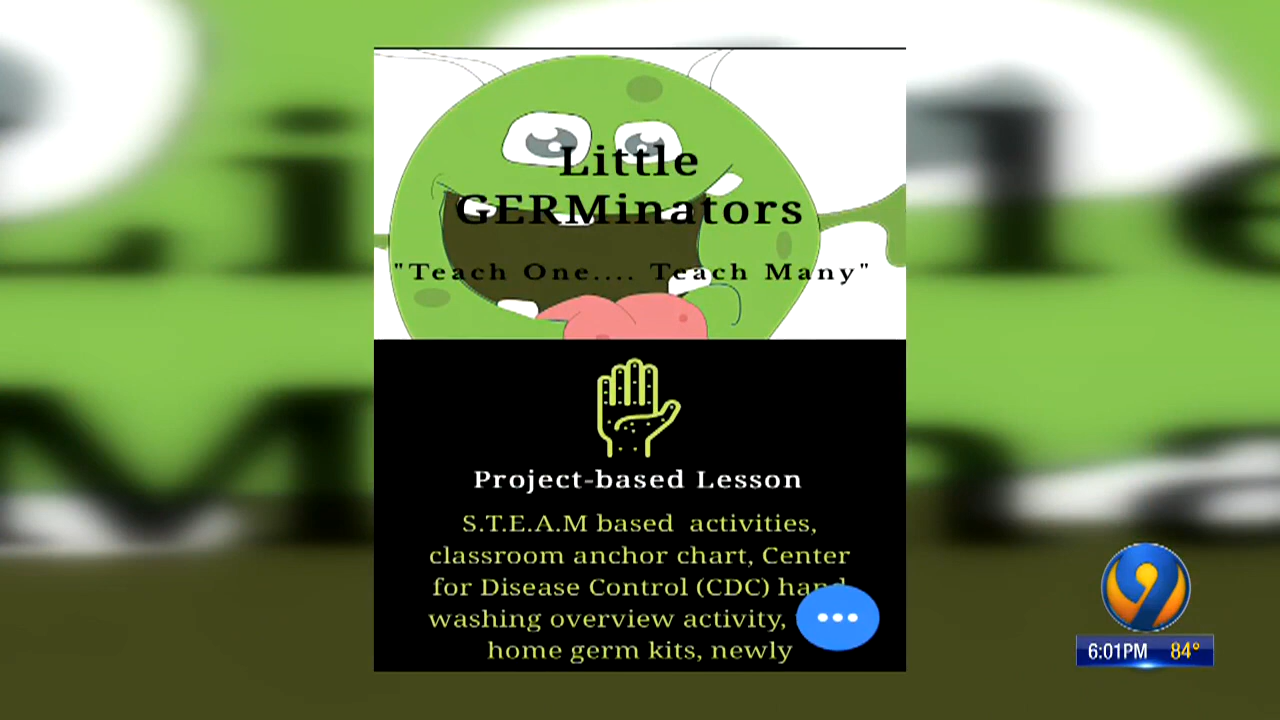 Little
GERMinators
"Teach One.... Teach Many"
Project-based Lesson
S.T.E.A.M based activities,
classroom anchor chart, Center
for Disease Control (CDC) hand
washing overview activity,
home germ kits, newly
9
6:01PM 84°